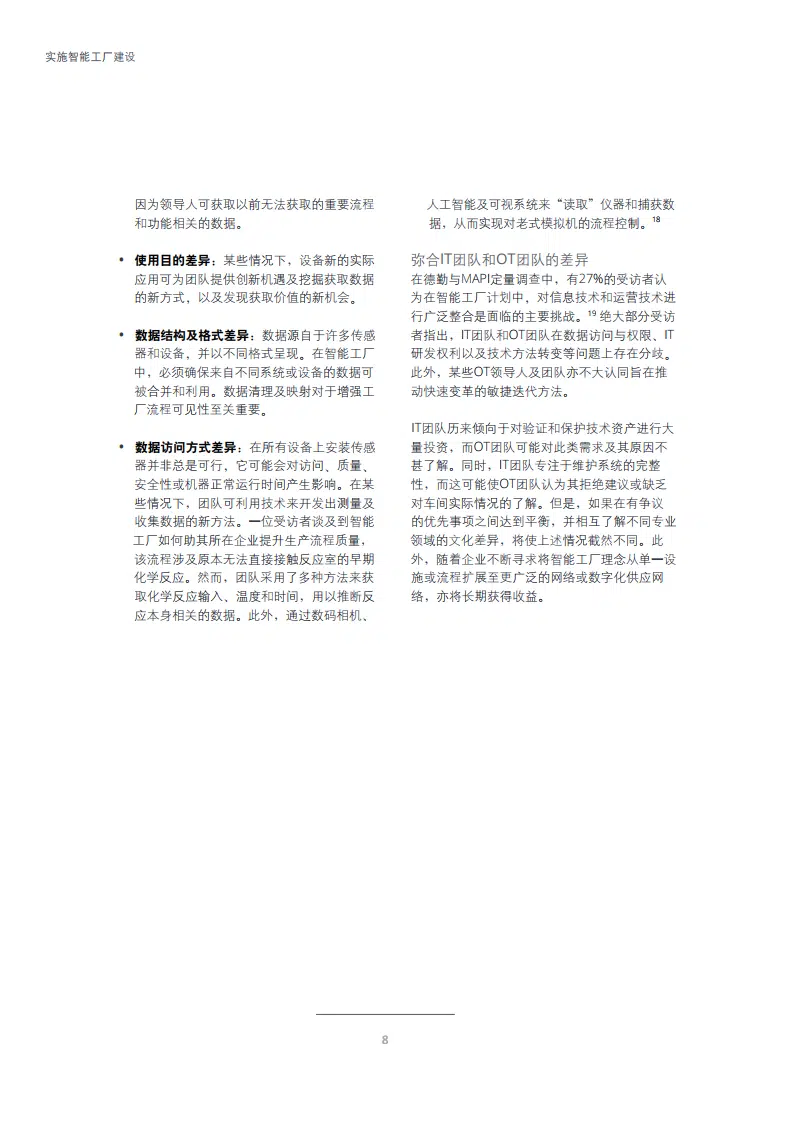 实施智能工厂建设
因为领导人可获取以前无法获取的重要流程
和功能相关的数据。
• 使用目的差异：某些情况下，设备新的实际
应用可为团队提供创新机遇及挖掘获取数据
的新方式，以及发现获取价值的新机会。
• 数据结构及格式差异：数据源自于许多传感
器和设备，并以不同格式呈现。在智能工厂
中，必须确保来自不同系统或设备的数据可
被合并和利用。数据清理及映射对于增强工
厂流程可见性至关重要。
• 数据访问方式差异：在所有设备上安装传感
器并非总是可行，它可能会对访问、质量、
安全性或机器正常运行时间产生影响。在某
些情况下，团队可利用技术来开发出测量及
收集数据的新方法。一位受访者谈及到智能
工厂如何助其所在企业提升生产流程质量，
该流程涉及原本无法直接接触反应室的早期
化学反应。然而，团队采用了多种方法来获
取化学反应输入、温度和时间，用以推断反
应本身相关的数据。此外，通过数码相机、
人工智能及可视系统来“读取”仪器和捕获数
据，从而实现对老式模拟机的流程控制。18
弥合IT团队和OT团队的差异
在德勤与MAPI定量调查中，有27%的受访者认
为在智能工厂计划中，对信息技术和运营技术进
行广泛整合是面临的主要挑战。19 绝大部分受访
者指出，IT团队和OT团队在数据访问与权限、IT
研发权利以及技术方法转变等问题上存在分歧。
此外，某些OT领导人及团队亦不大认同旨在推
动快速变革的敏捷迭代方法。
IT团队历来倾向于对验证和保护技术资产进行大
量投资，而OT团队可能对此类需求及其原因不
甚了解。同时，IT团队专注于维护系统的完整
性，而这可能使OT团队认为其拒绝建议或缺乏
对车间实际情况的了解。但是，如果在有争议
的优先事项之间达到平衡，并相互了解不同专业
领域的文化差异，将使上述情况截然不同。此
外，随着企业不断寻求将智能工厂理念从单一设
施或流程扩展至更广泛的网络或数字化供应网
络，亦将长期获得收益。
8